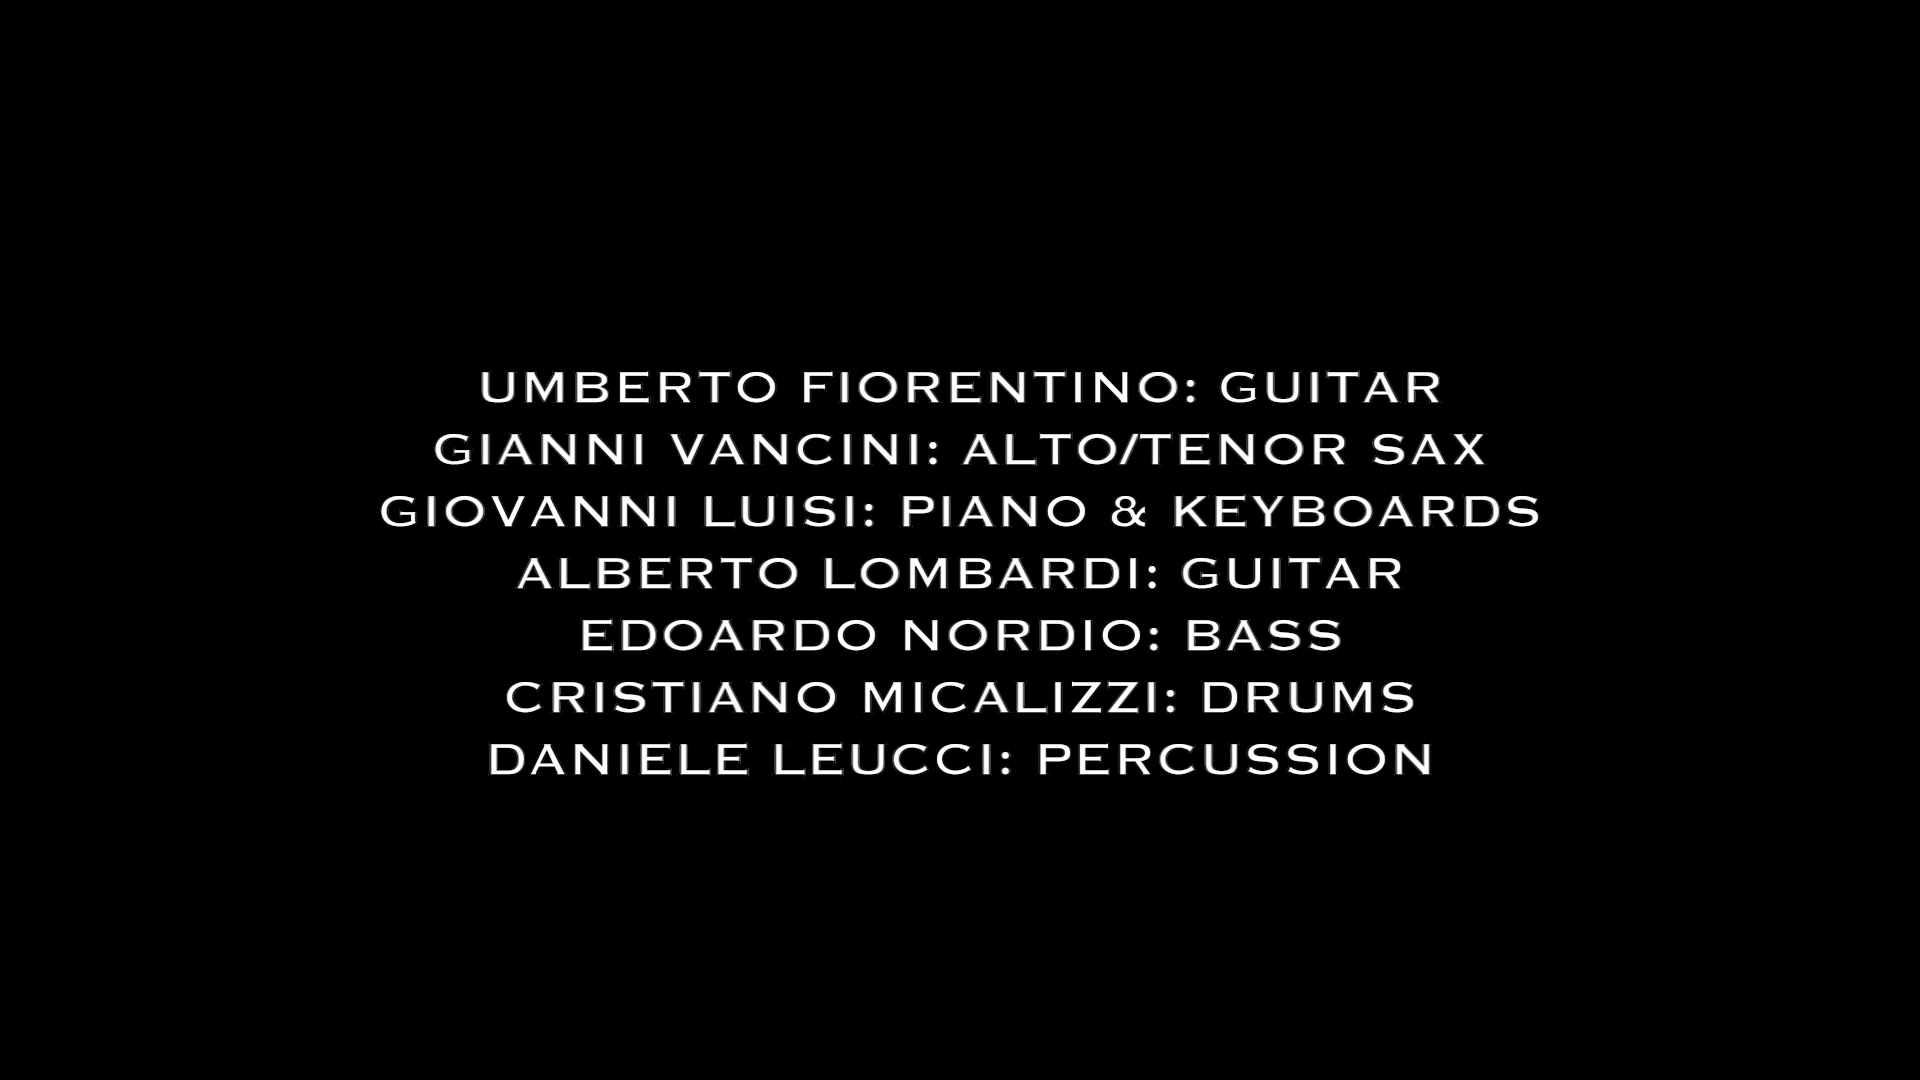 UMBERTO FIORENTINO: GUITAR
GIANNI VANCINI: ALTO/TENOR SAX
GIOVANNI LUISI: PIANO & KEYBOARDS
ALBERTO LOMBARDI: GUITAR
EDOARDO NORDIO: BASS
CRISTIANO MICALIZZI: DRUMS
DANIELE LEUCCI: PERCUSSION